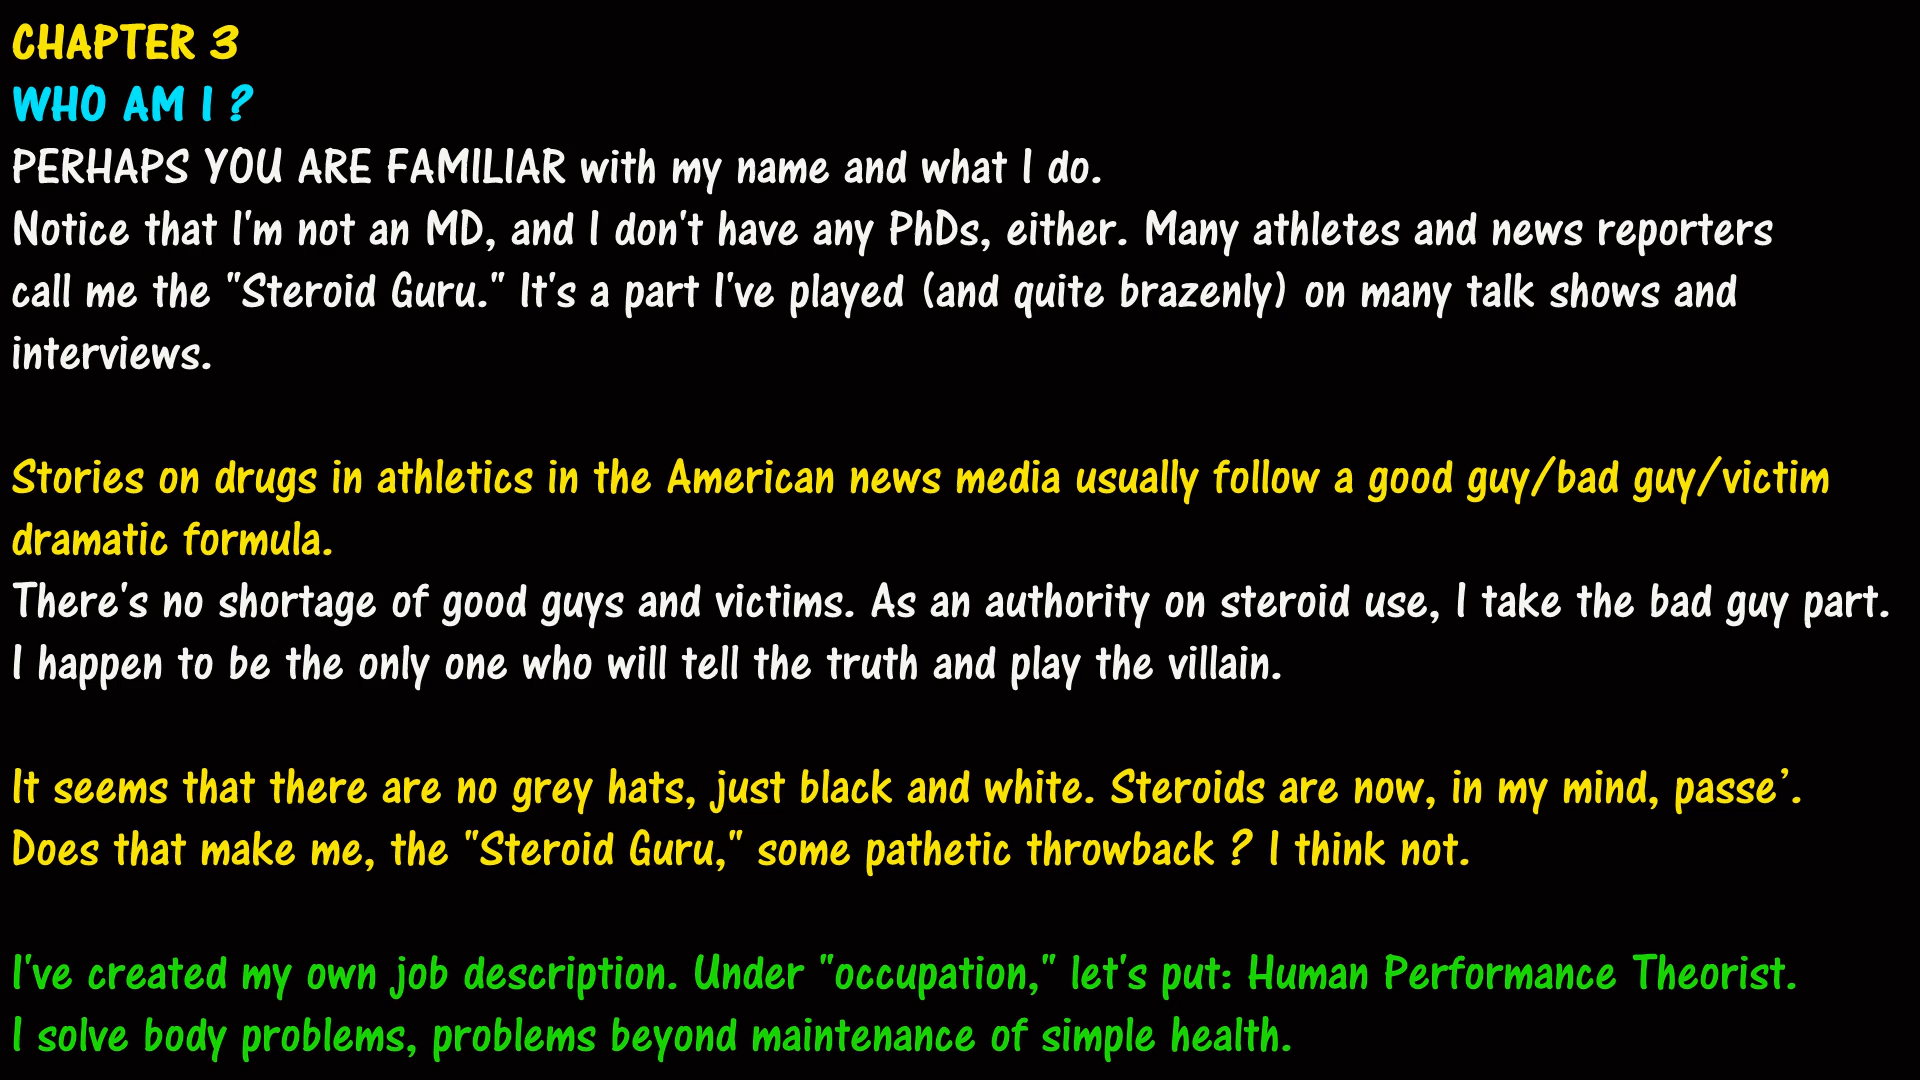 CHAPTER 3
WHO AM I ?
PERHAPS YOU ARE FAMILIAR with my name and what I do.
Notice that I'm not an MD, and I don't have any PhDs, either. Many athletes and news reporters
call me the "Steroid Guru." It's a part I've played (and quite brazenly) on many talk shows and
interviews.
Stories on drugs in athletics in the American news media usually follow a good guy/bad guy/victim
dramatic formula.
There's no shortage of good guys and victims. As an authority on steroid use, I take the bad guy part.
I happen to be the only one who will tell the truth and play the villain.
It seems that there are no grey hats, just black and white. Steroids are now, in my mind, passe’.
Does that make me, the "Steroid Guru," some pathetic throwback ? I think not.
I've created my own job description. Under "occupation," let's put: Human Performance Theorist.
I solve body problems, problems beyond maintenance of simple health.